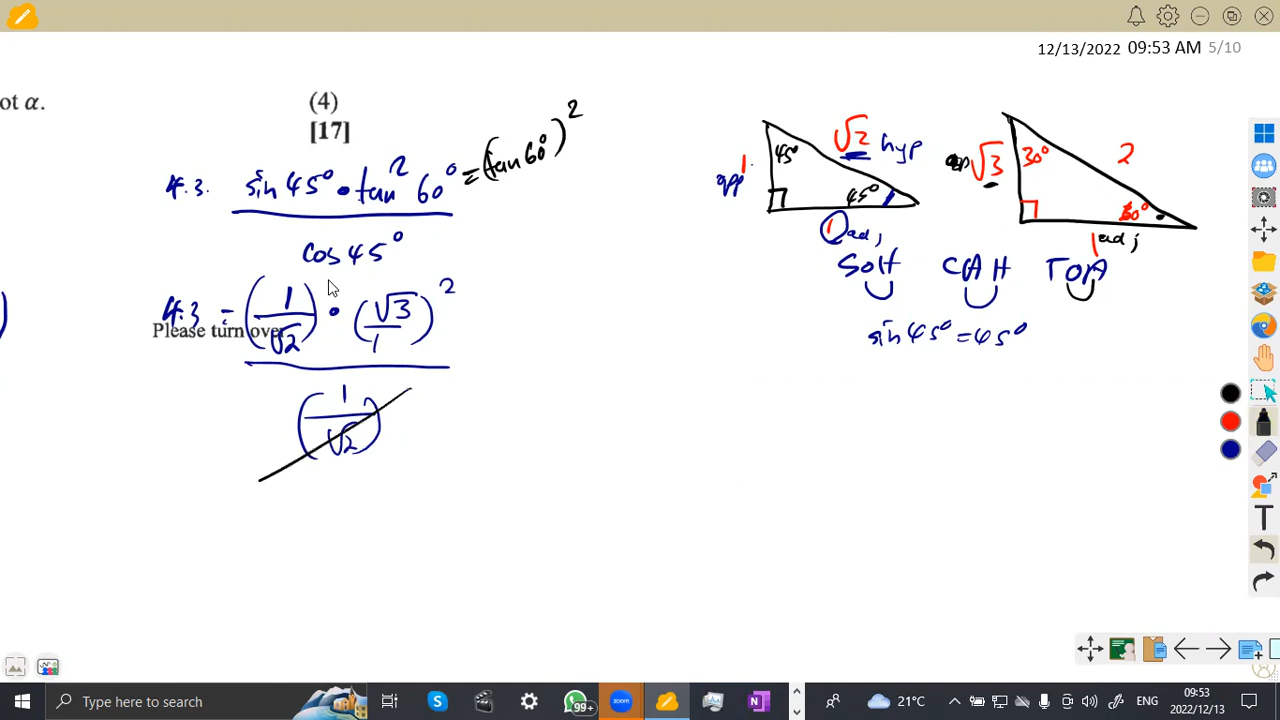 12/13/2022 09:53 AM 5/10
ot α.
(4)
[17]
4.3. sin 45° • tan² 60° = (tan 60°)²
cos 45°
4.3 = (1/√2) • (√3/1)²
Please turn over
(1/√2)
45° √2 hyp
opp 1 45°
1 adj
√3 30° 2
60°
1 adj
SOH CAH TOA
sin 45° = 45°
T
Type here to search
99+
zoom
N
21°C
ENG
09:53
2022/12/13